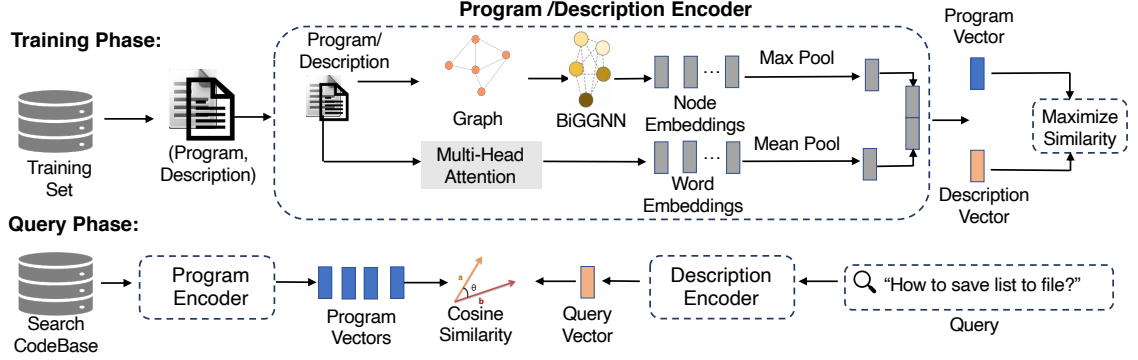 Program /Description Encoder
Training Phase:
Training
Set
(Program,
Description)
Program/
Description
Graph
BiGGNN
Node
Embeddings
Max Pool
Multi-Head
Attention
Word
Embeddings
Mean Pool
Program
Vector
Maximize
Similarity
Description
Vector
Query Phase:
Search
CodeBase
Program
Encoder
Program
Vectors
a
θ
b
Cosine
Similarity
Query
Vector
Description
Encoder
“How to save list to file?”
Query